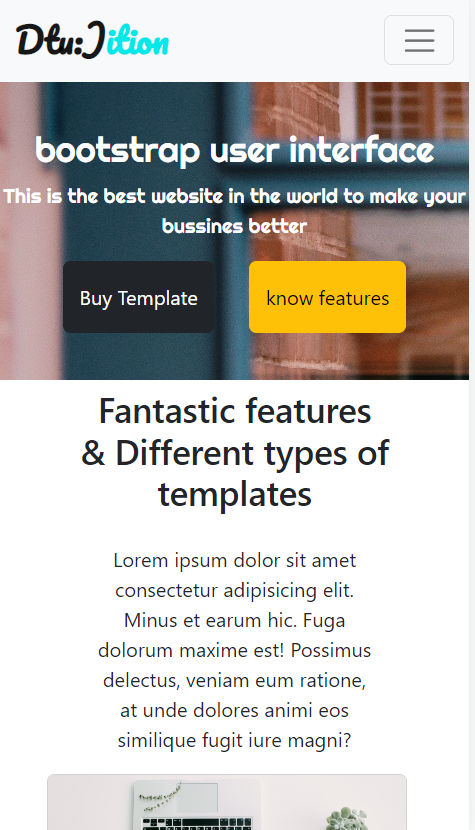 Dtu:)ition
bootstrap user interface
This is the best website in the world to make your
bussines better
Buy Template
know features
Fantastic features
& Different types of
templates
Lorem ipsum dolor sit amet
consectetur adipisicing elit.
Minus et earum hic. Fuga
dolorum maxime est! Possimus
delectus, veniam eum ratione,
at unde dolores animi eos
similique fugit iure magni?